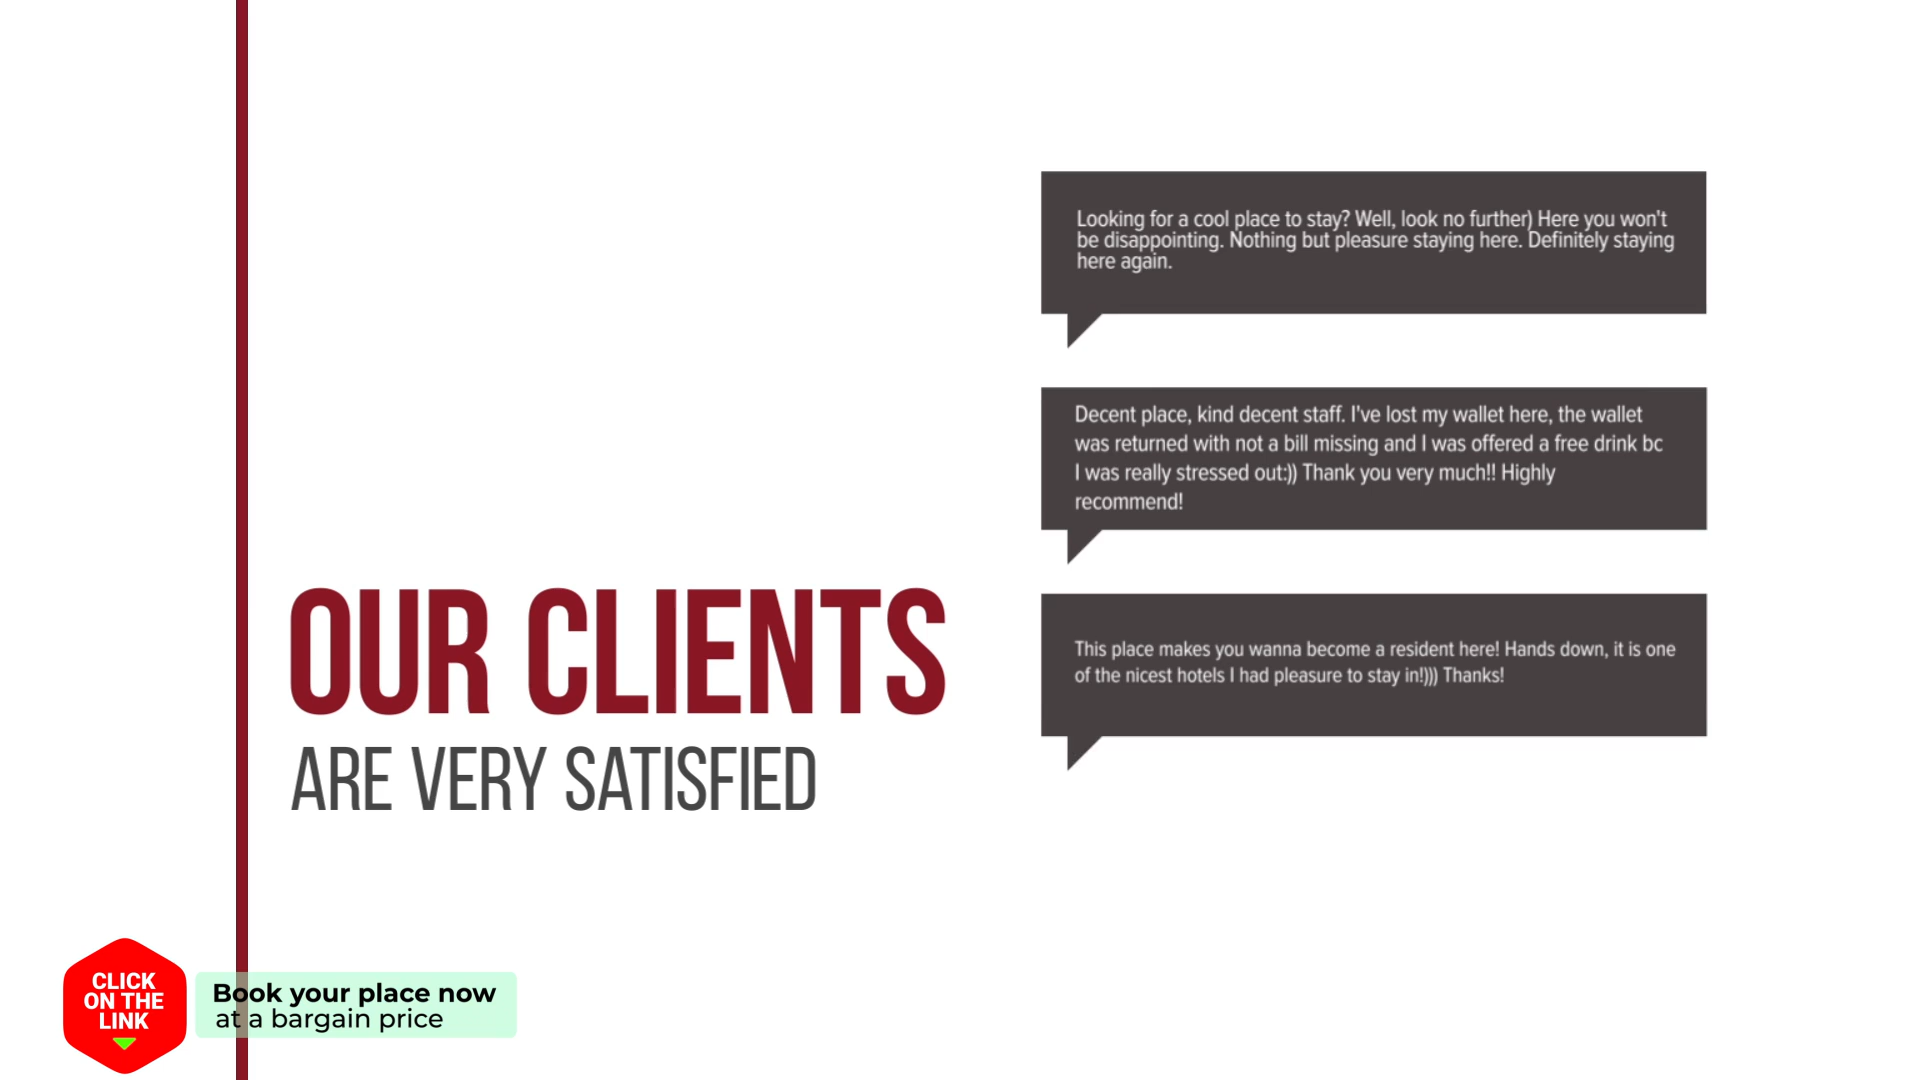 Looking for a cool place to stay? Well, look no further) Here you won't
be disappointing. Nothing but pleasure staying here. Definitely staying
here again.
Decent place, kind decent staff. I've lost my wallet here, the wallet
was returned with not a bill missing and I was offered a free drink bc
I was really stressed out:)) Thank you very much!! Highly
recommend!
This place makes you wanna become a resident here! Hands down, it is one
of the nicest hotels I had pleasure to stay in!))) Thanks!
OUR CLIENTS
ARE VERY SATISFIED
CLICK
ON THE
LINK
Book your place now
at a bargain price